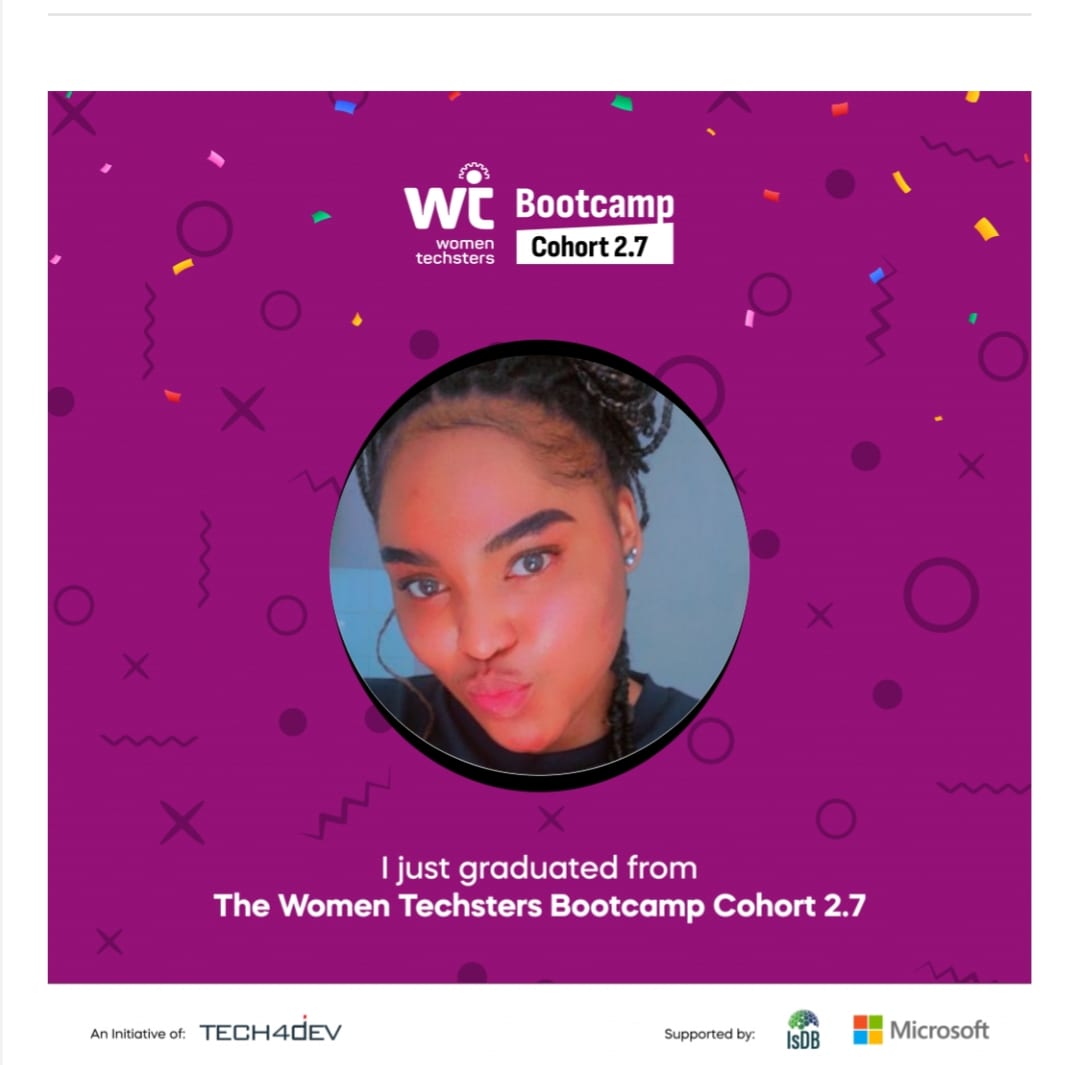 wt Bootcamp
women techsters
Cohort 2.7
I just graduated from
The Women Techsters Bootcamp Cohort 2.7
An Initiative of: TECH4DEV
Supported by: IsDB Microsoft